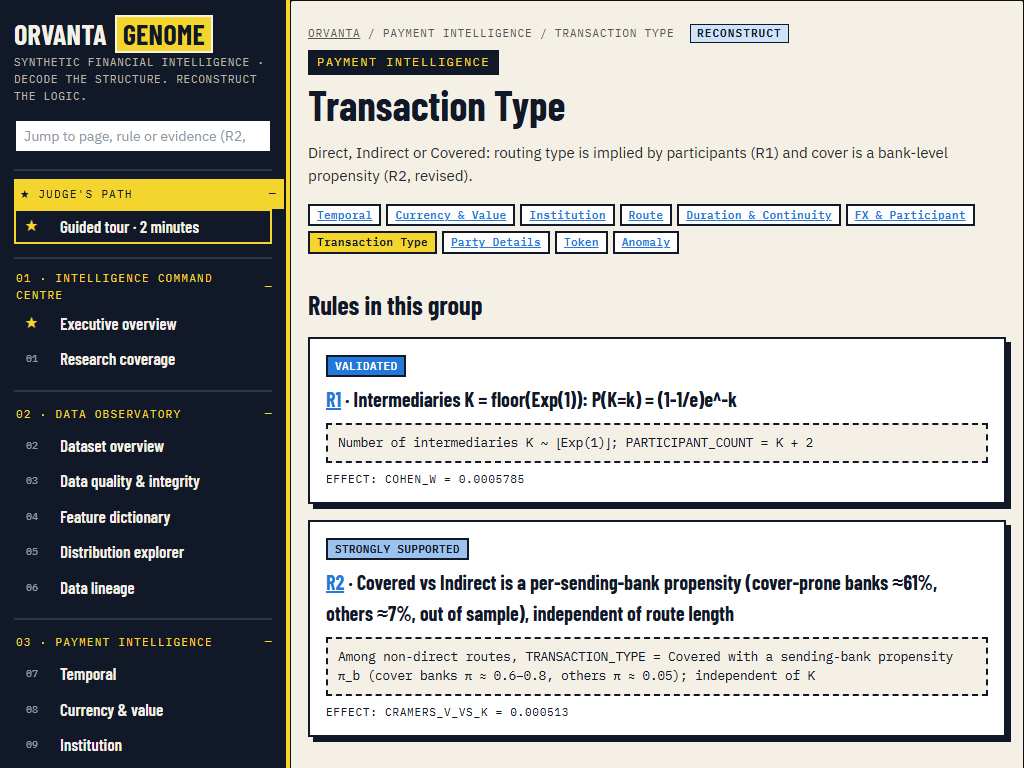 ORVANTA GENOME
SYNTHETIC FINANCIAL INTELLIGENCE ·
DECODE THE STRUCTURE. RECONSTRUCT
THE LOGIC.
Jump to page, rule or evidence (R2,
★ JUDGE'S PATH –
★ Guided tour · 2 minutes
01 · INTELLIGENCE COMMAND
CENTRE –
★ Executive overview
01 Research coverage
02 · DATA OBSERVATORY –
02 Dataset overview
03 Data quality & integrity
04 Feature dictionary
05 Distribution explorer
06 Data lineage
03 · PAYMENT INTELLIGENCE –
07 Temporal
08 Currency & value
09 Institution
ORVANTA / PAYMENT INTELLIGENCE / TRANSACTION TYPE RECONSTRUCT
PAYMENT INTELLIGENCE
Transaction Type
Direct, Indirect or Covered: routing type is implied by participants (R1) and cover is a bank-level
propensity (R2, revised).
Temporal Currency & Value Institution Route Duration & Continuity FX & Participant
Transaction Type Party Details Token Anomaly
Rules in this group
VALIDATED
R1 · Intermediaries K = floor(Exp(1)): P(K=k) = (1-1/e)e^-k
Number of intermediaries K ~ ⌊Exp(1)⌋; PARTICIPANT_COUNT = K + 2
EFFECT: COHEN_W = 0.0005785
STRONGLY SUPPORTED
R2 · Covered vs Indirect is a per-sending-bank propensity (cover-prone banks ≈61%,
others ≈7%, out of sample), independent of route length
Among non-direct routes, TRANSACTION_TYPE = Covered with a sending-bank propensity
π_b (cover banks π ≈ 0.6–0.8, others π ≈ 0.05); independent of K
EFFECT: CRAMERS_V_VS_K = 0.000513